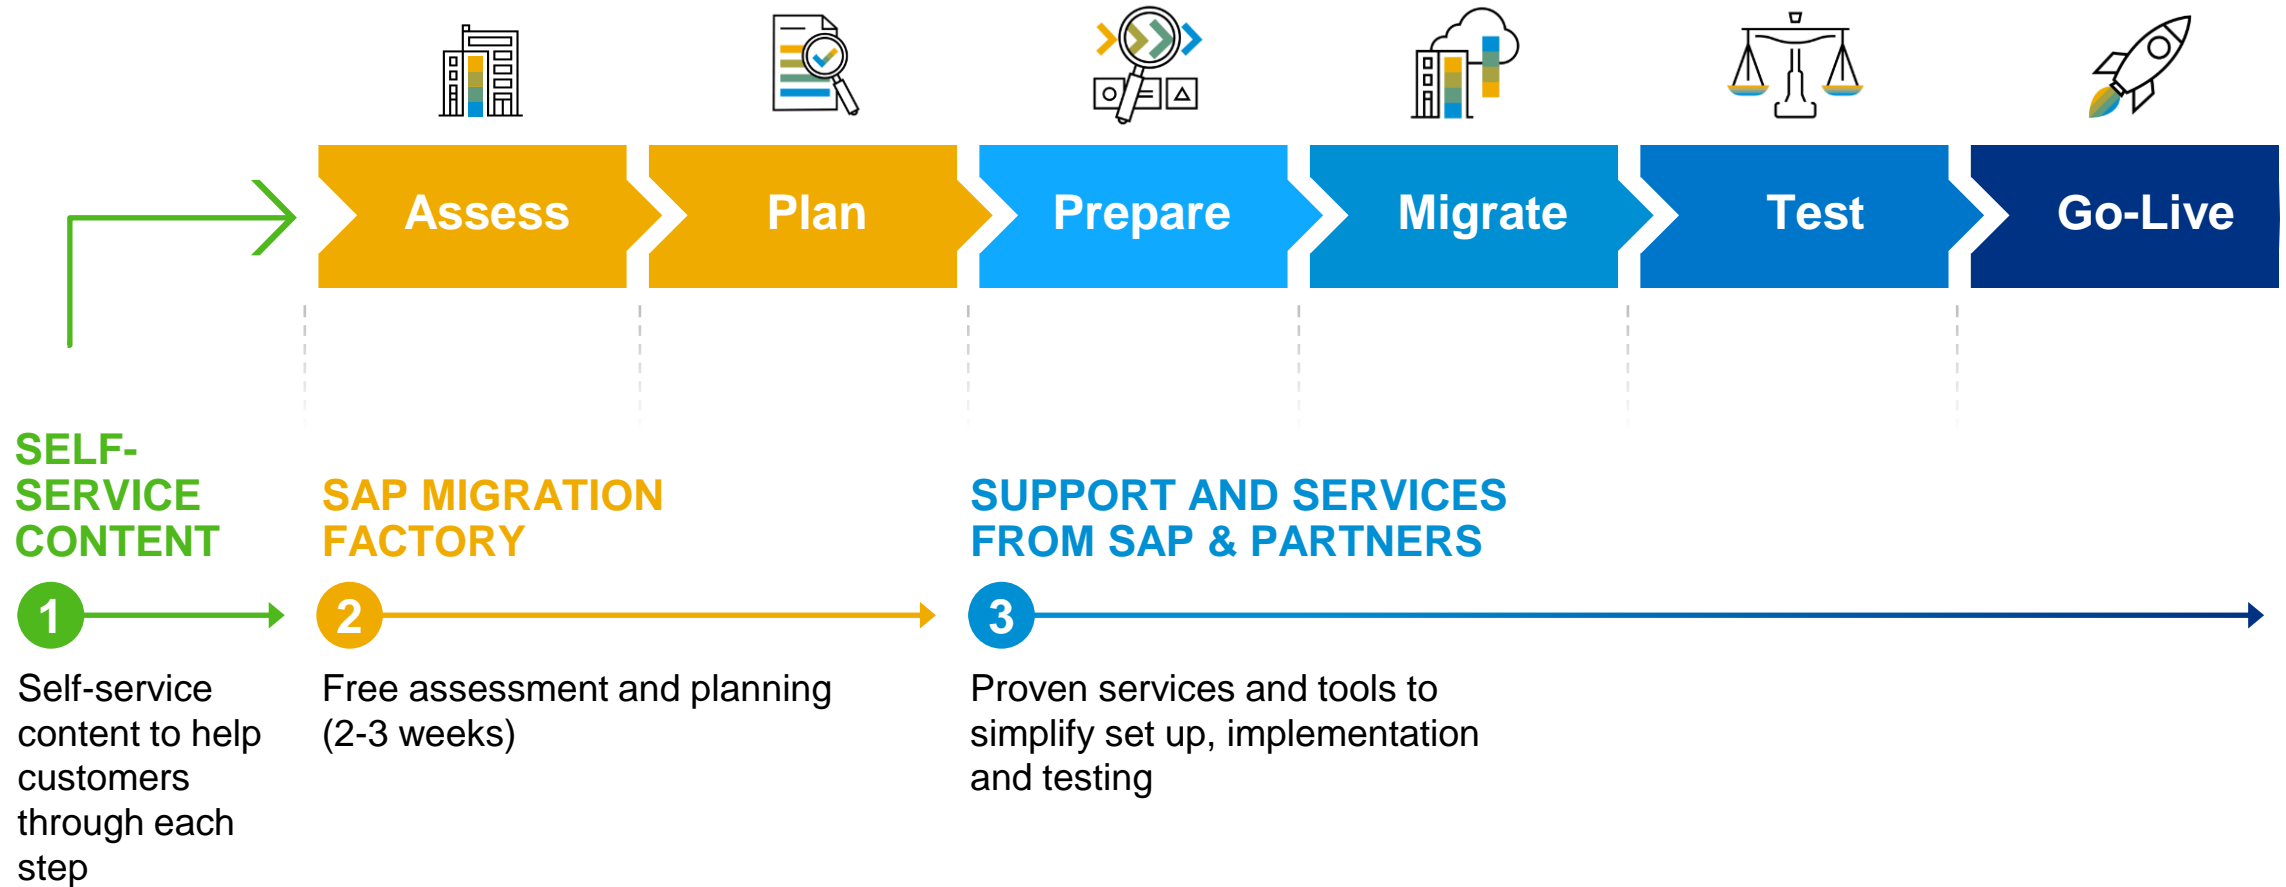 Assess
Plan
Prepare
Migrate
Test
Go-Live
SELF-
SERVICE
CONTENT
1
Self-service
content to help
customers
through each
step
SAP MIGRATION
FACTORY
2
Free assessment and planning
(2-3 weeks)
SUPPORT AND SERVICES
FROM SAP & PARTNERS
3
Proven services and tools to
simplify set up, implementation
and testing